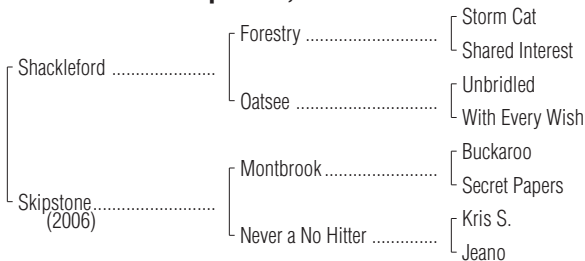 Storm Cat
Forestry
Shared Interest
Shackleford
Unbridled
Oatsee
With Every Wish
Buckaroo
Montbrook
Secret Papers
Skipstone
(2006)
Kris S.
Never a No Hitter
Jeano